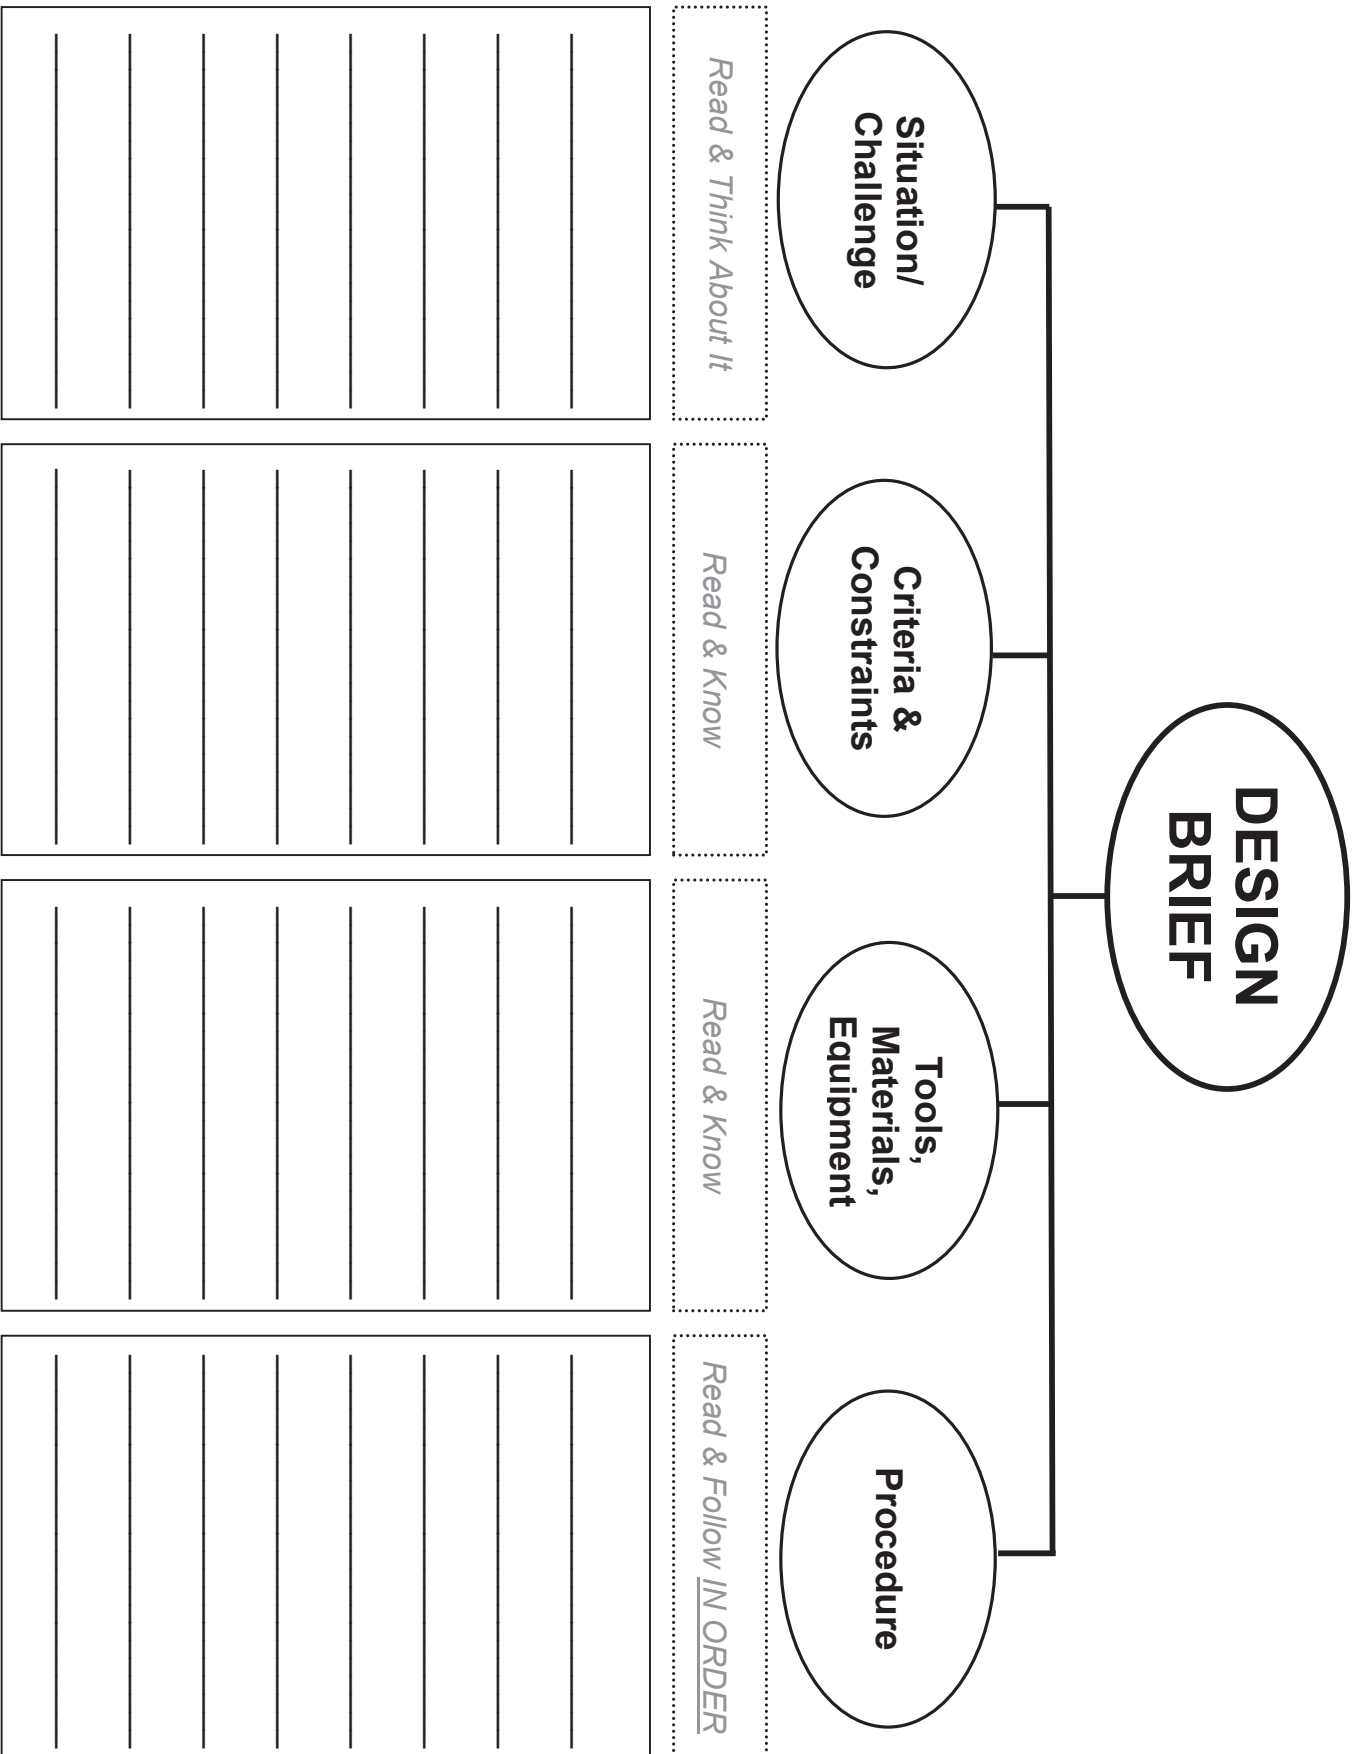 DESIGN
BRIEF
Situation/
Challenge
Criteria &
Constraints
Tools,
Materials,
Equipment
Procedure
Read & Think About It
Read & Know
Read & Know
Read & Follow IN ORDER